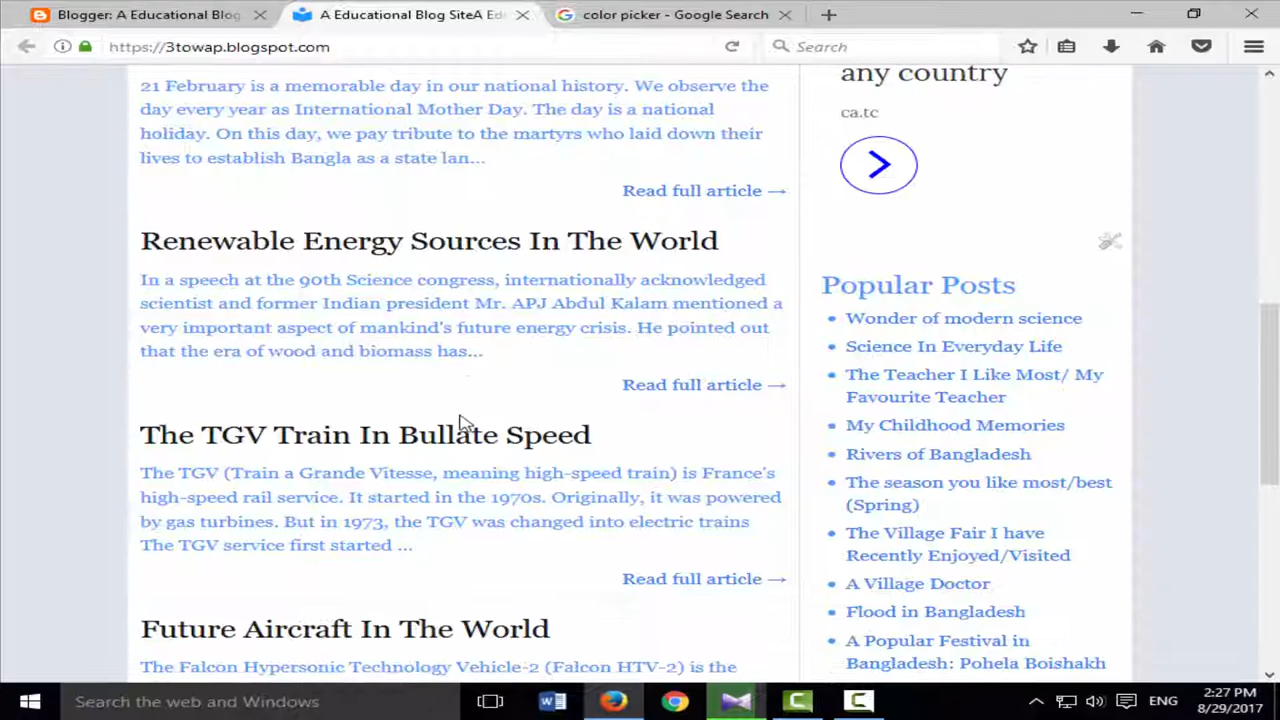 Blogger: A Educational Blog
A Educational Blog SiteA Ed
color picker - Google Search
https://3towap.blogspot.com
Search
21 February is a memorable day in our national history. We observe the
day every year as International Mother Day. The day is a national
holiday. On this day, we pay tribute to the martyrs who laid down their
lives to establish Bangla as a state lan...
Read full article →
Renewable Energy Sources In The World
In a speech at the 90th Science congress, internationally acknowledged
scientist and former Indian president Mr. APJ Abdul Kalam mentioned a
very important aspect of mankind's future energy crisis. He pointed out
that the era of wood and biomass has...
Read full article →
The TGV Train In Bullate Speed
The TGV (Train a Grande Vitesse, meaning high-speed train) is France's
high-speed rail service. It started in the 1970s. Originally, it was powered
by gas turbines. But in 1973, the TGV was changed into electric trains
The TGV service first started ...
Read full article →
Future Aircraft In The World
The Falcon Hypersonic Technology Vehicle-2 (Falcon HTV-2) is the
any country
ca.tc
Popular Posts
Wonder of modern science
Science In Everyday Life
The Teacher I Like Most/ My
Favourite Teacher
My Childhood Memories
Rivers of Bangladesh
The season you like most/best
(Spring)
The Village Fair I have
Recently Enjoyed/Visited
A Village Doctor
Flood in Bangladesh
A Popular Festival in
Bangladesh: Pohela Boishakh
Search the web and Windows
ENG
2:27 PM
8/29/2017